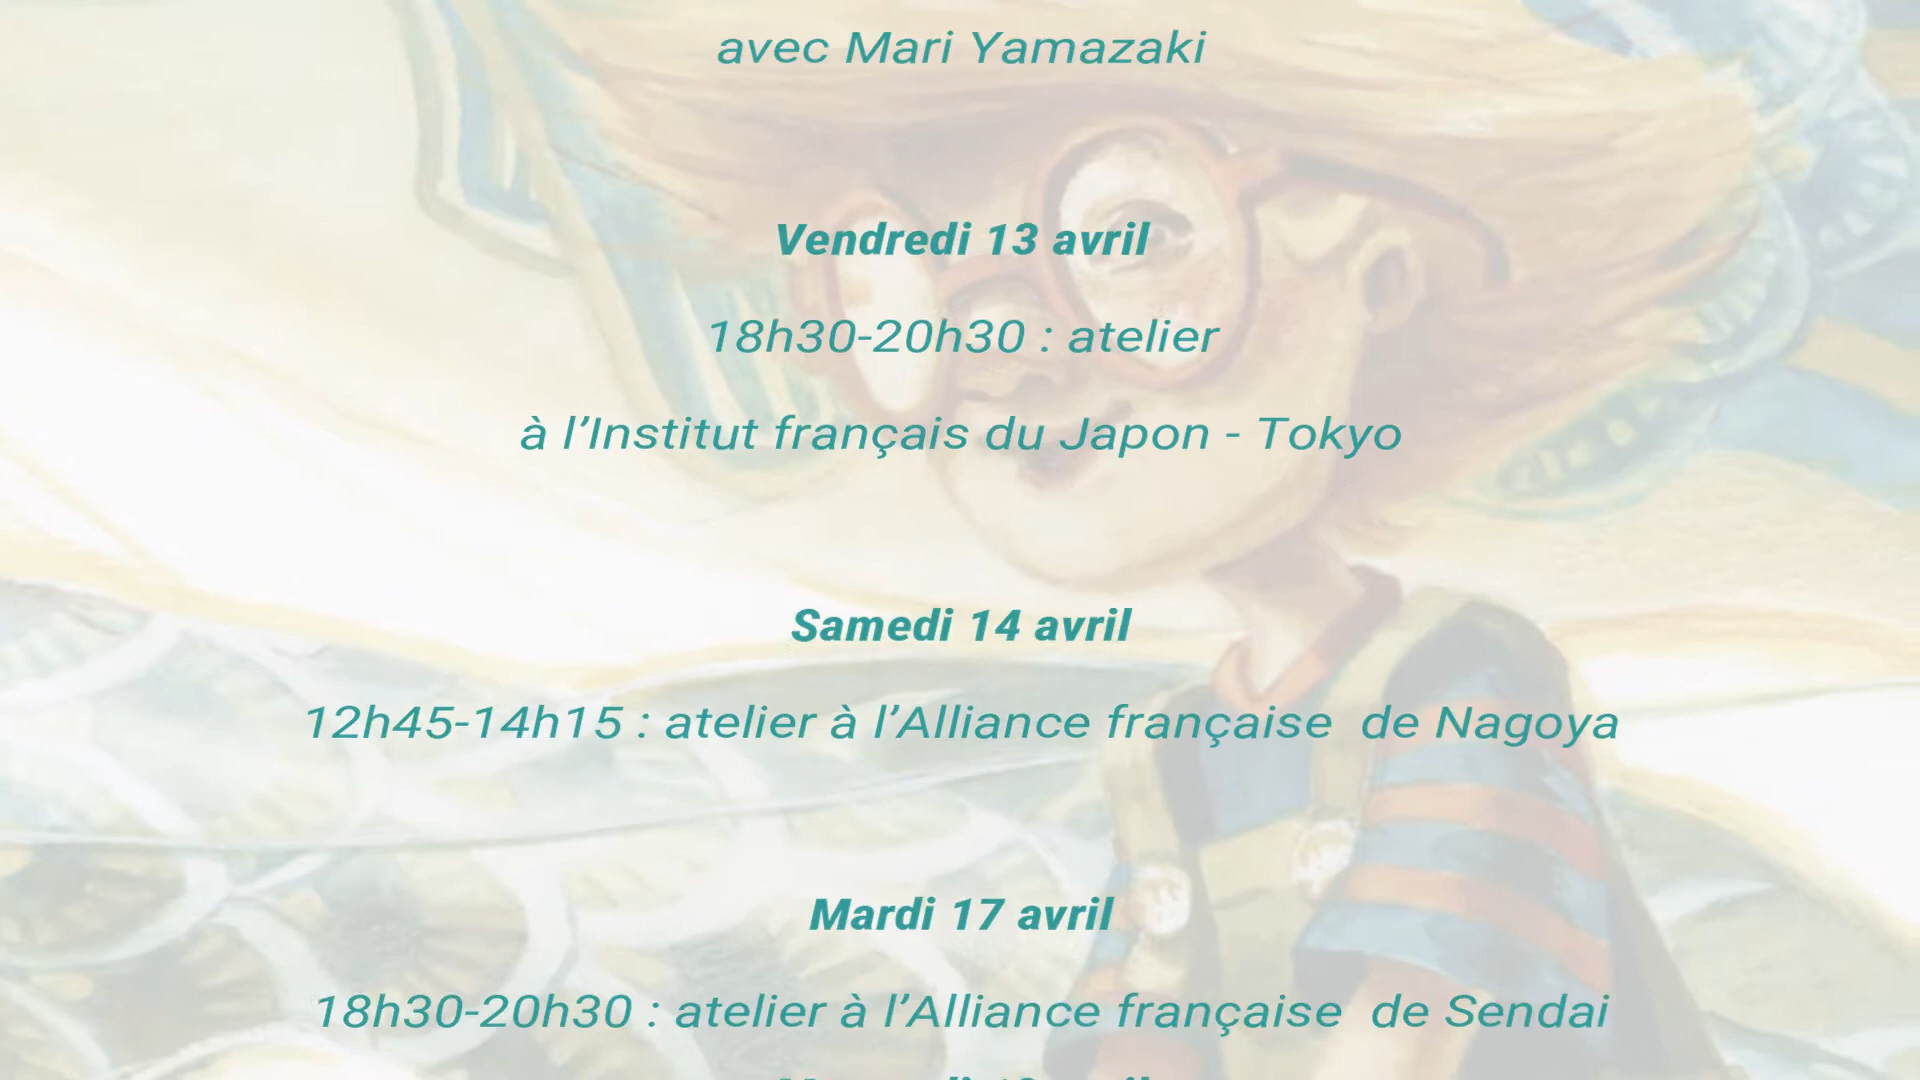 avec Mari Yamazaki
Vendredi 13 avril
18h30-20h30 : atelier
à l’Institut français du Japon - Tokyo
Samedi 14 avril
12h45-14h15 : atelier à l’Alliance française  de Nagoya
Mardi 17 avril
18h30-20h30 : atelier à l’Alliance française  de Sendai